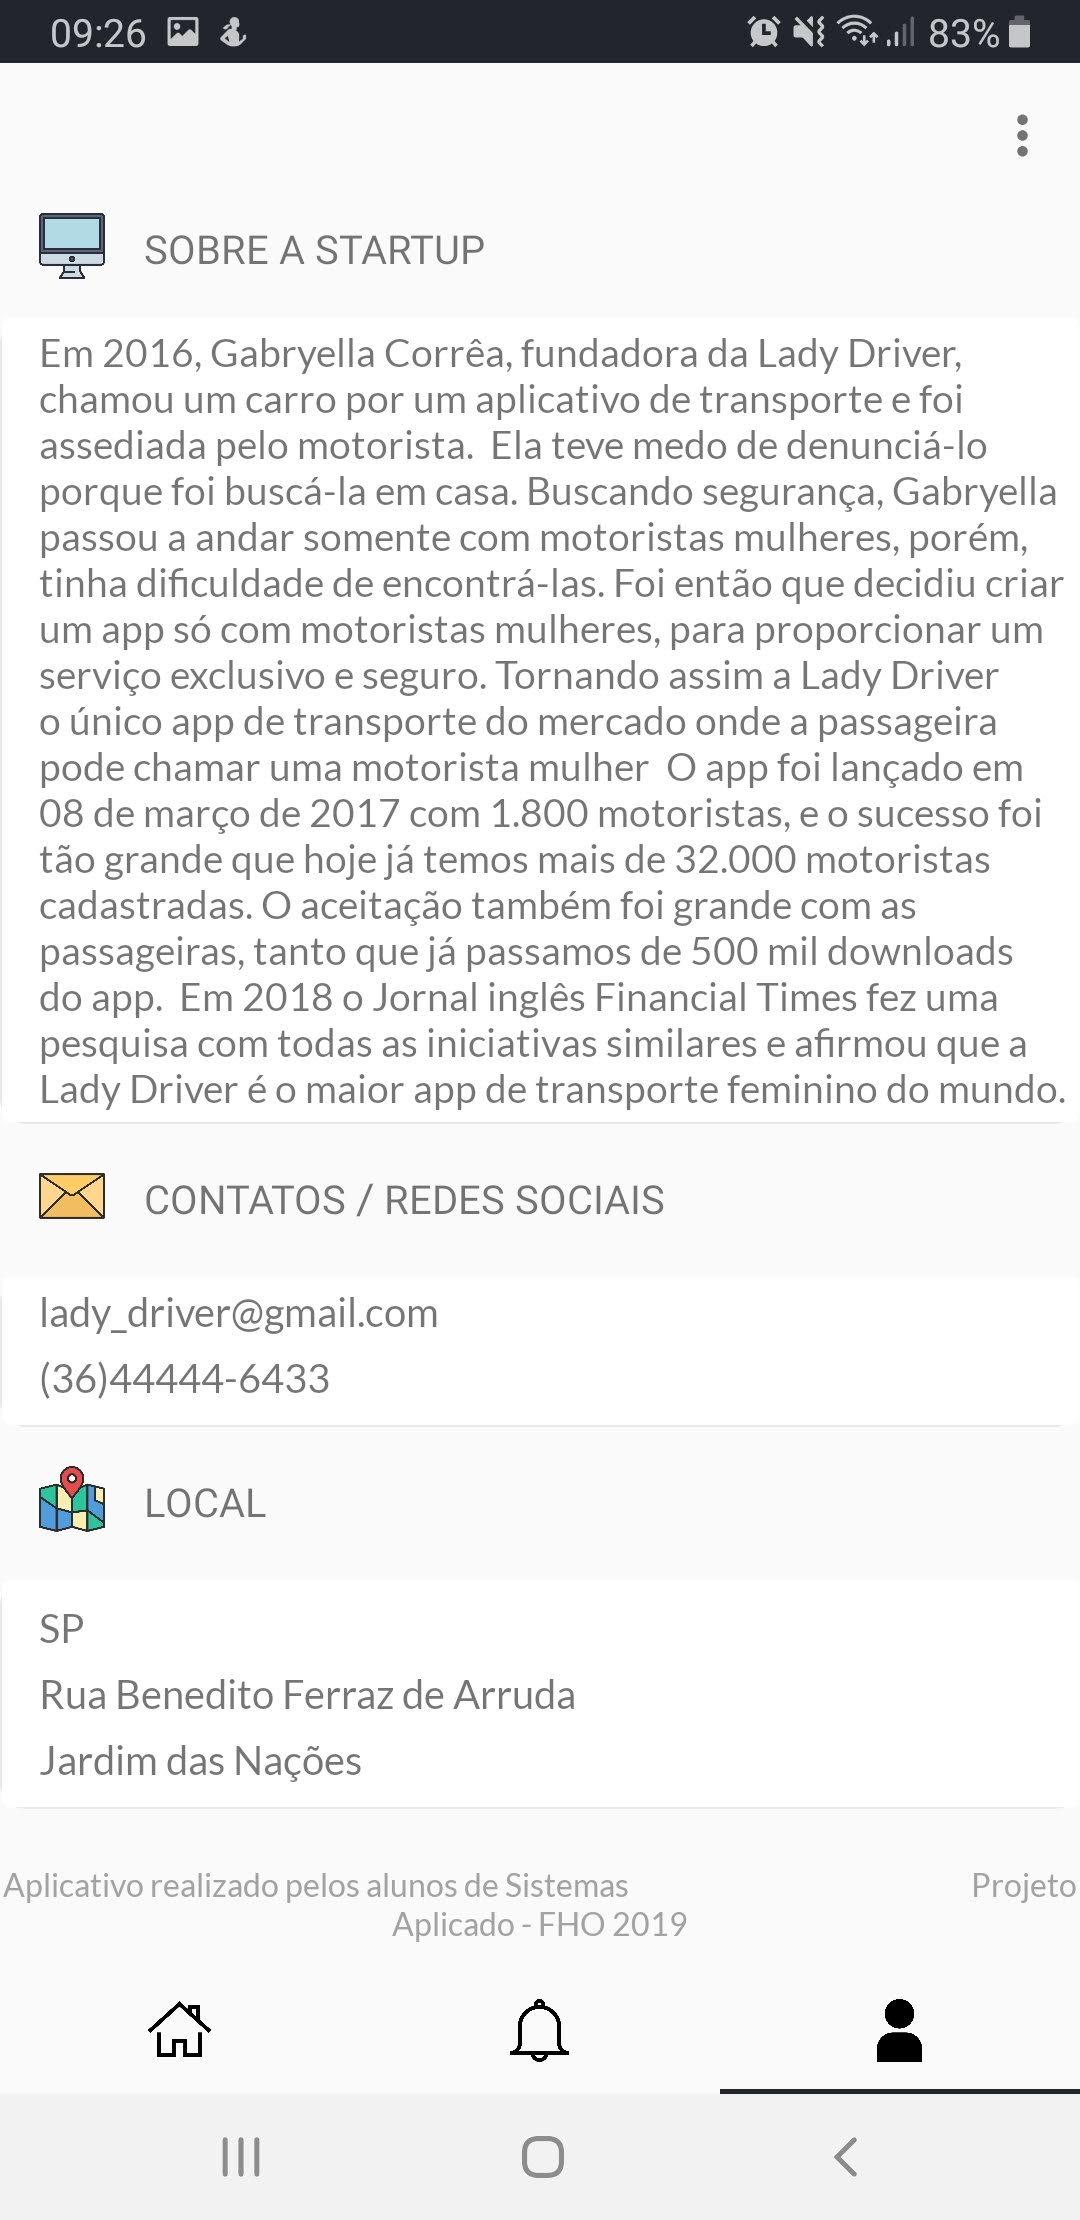 09:26
83%
SOBRE A STARTUP
Em 2016, Gabryella Corrêa, fundadora da Lady Driver,
chamou um carro por um aplicativo de transporte e foi
assediada pelo motorista.  Ela teve medo de denunciá-lo
porque foi buscá-la em casa. Buscando segurança, Gabryella
passou a andar somente com motoristas mulheres, porém,
tinha dificuldade de encontrá-las. Foi então que decidiu criar
um app só com motoristas mulheres, para proporcionar um
serviço exclusivo e seguro. Tornando assim a Lady Driver
o único app de transporte do mercado onde a passageira
pode chamar uma motorista mulher  O app foi lançado em
08 de março de 2017 com 1.800 motoristas, e o sucesso foi
tão grande que hoje já temos mais de 32.000 motoristas
cadastradas. O aceitação também foi grande com as
passageiras, tanto que já passamos de 500 mil downloads
do app.  Em 2018 o Jornal inglês Financial Times fez uma
pesquisa com todas as iniciativas similares e afirmou que a
Lady Driver é o maior app de transporte feminino do mundo.
CONTATOS / REDES SOCIAIS
lady_driver@gmail.com
(36)44444-6433
LOCAL
SP
Rua Benedito Ferraz de Arruda
Jardim das Nações
Aplicativo realizado pelos alunos de Sistemas Projeto
Aplicado - FHO 2019